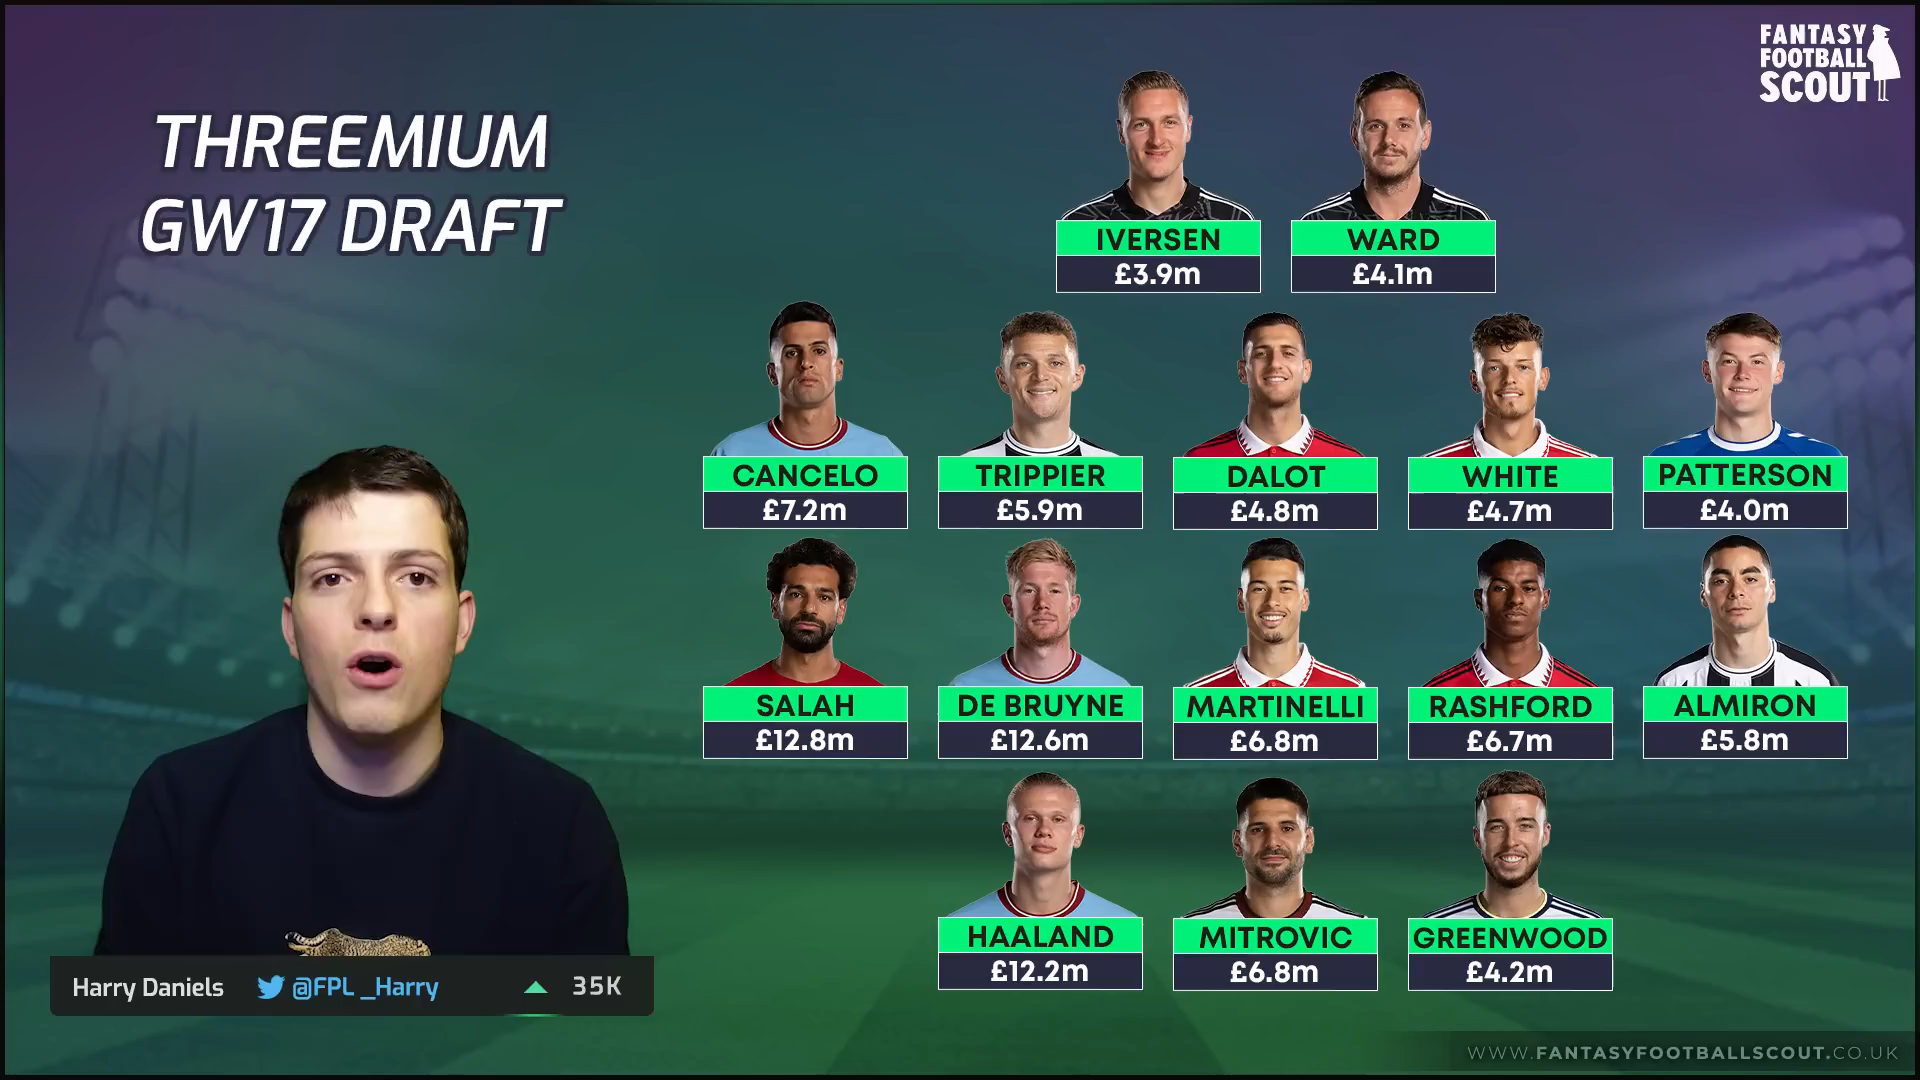 FANTASY
FOOTBALL
SCOUT
THREEMIUM
GW17 DRAFT
IVERSEN
£3.9m
WARD
£4.1m
CANCELO
£7.2m
TRIPPIER
£5.9m
DALOT
£4.8m
WHITE
£4.7m
PATTERSON
£4.0m
SALAH
£12.8m
DE BRUYNE
£12.6m
MARTINELLI
£6.8m
RASHFORD
£6.7m
ALMIRON
£5.8m
HAALAND
£12.2m
MITROVIC
£6.8m
GREENWOOD
£4.2m
Harry Daniels @FPL_Harry 35K
WWW.FANTASYFOOTBALLSCOUT.CO.UK